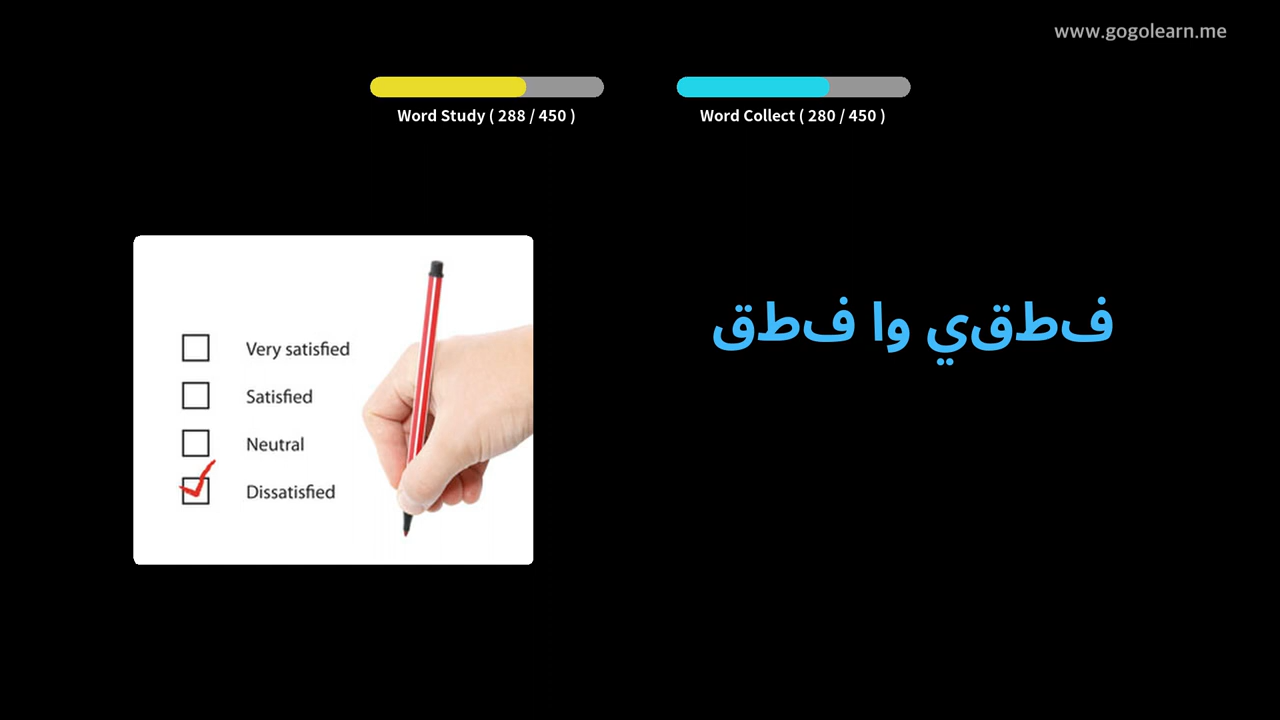 www.gogolearn.me
Word Study ( 288 / 450 )
Word Collect ( 280 / 450 )
فطقي وا فطق
Very satisfied
Satisfied
Neutral
Dissatisfied